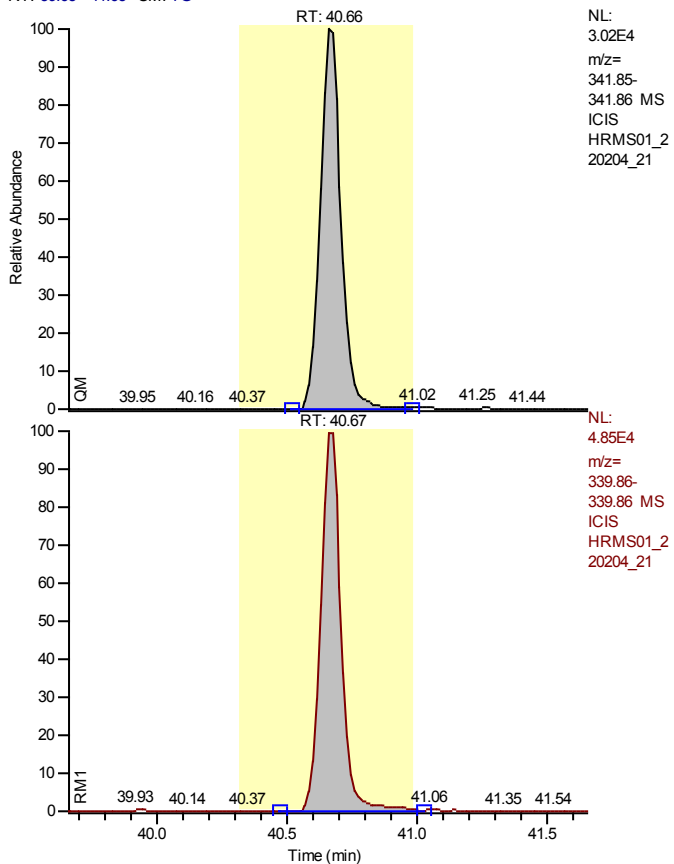 RT: 40.66
NL:
3.02E4
m/z=
341.85-
341.86 MS
ICIS
HRMS01_2
20204_21
100
90
80
70
60
50
40
30
20
10
0
Relative Abundance
QM
39.95 40.16 40.37 41.02 41.25 41.44
RT: 40.67
NL:
4.85E4
m/z=
339.86-
339.86 MS
ICIS
HRMS01_2
20204_21
100
90
80
70
60
50
40
30
20
10
0
RM1
39.93 40.14 40.37 41.06 41.35 41.54
40.0 40.5 41.0 41.5
Time (min)